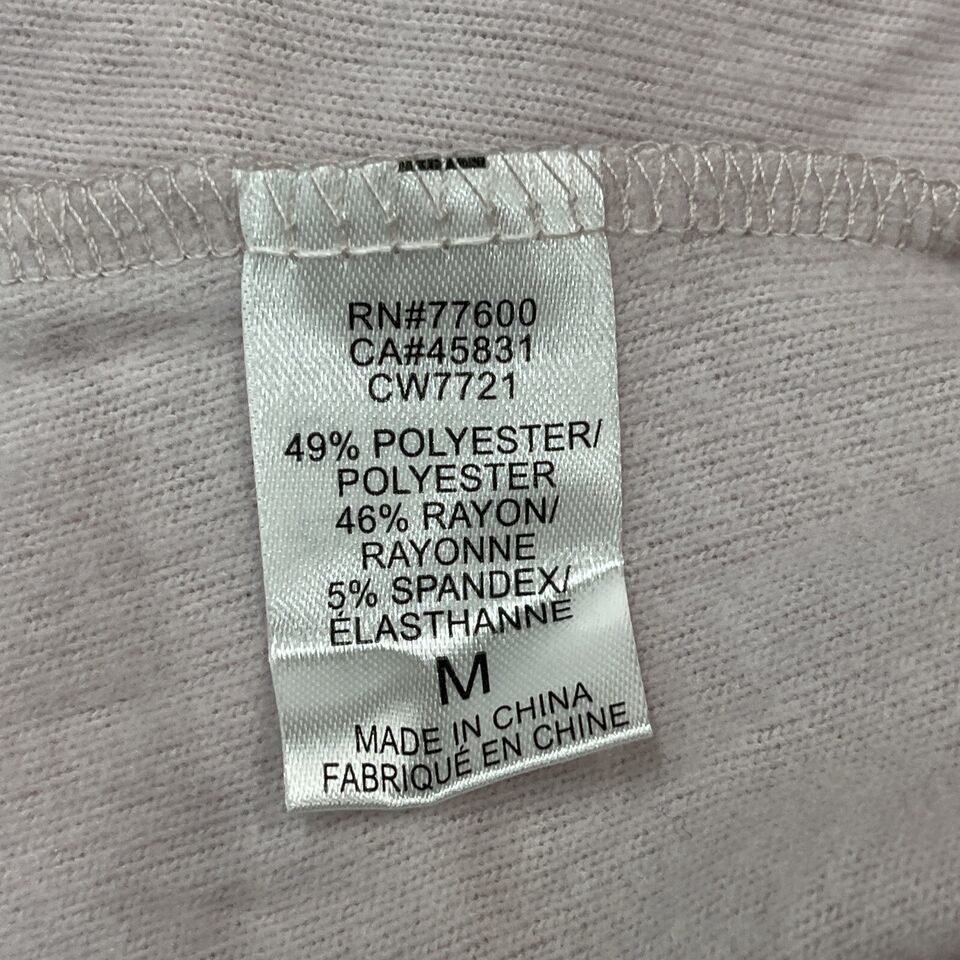 RN#77600
CA#45831
CW7721
49% POLYESTER/
POLYESTER
46% RAYON/
RAYONNE
5% SPANDEX/
ÉLASTHANNE
M
MADE IN CHINA
FABRIQUÉ EN CHINE